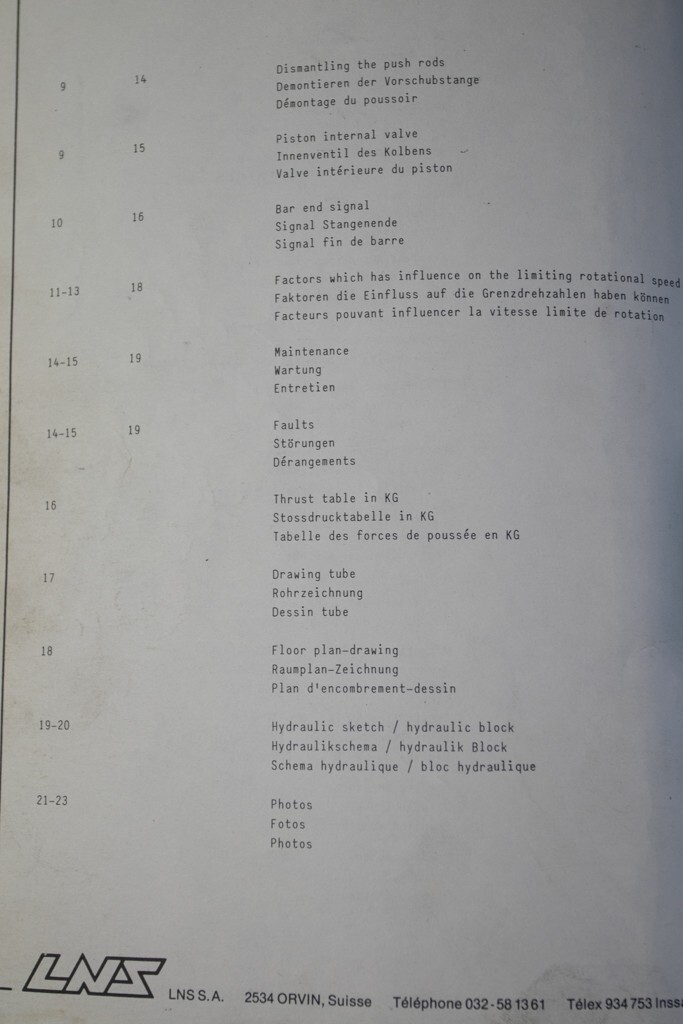 Dismantling the push rods
9 14 Demontieren der Vorschubstange
Démontage du poussoir
Piston internal valve
9 15 Innenventil des Kolbens
Valve intérieure du piston
Bar end signal
10 16 Signal Stangenende
Signal fin de barre
Factors which has influence on the limiting rotational speed
11-13 18 Faktoren die Einfluss auf die Grenzdrehzahlen haben können
Facteurs pouvant influencer la vitesse limite de rotation
Maintenance
14-15 19 Wartung
Entretien
Faults
14-15 19 Störungen
Dérangements
16 Thrust table in KG
Stossdrucktabelle in KG
Tabelle des forces de poussée en KG
17 Drawing tube
Rohrzeichnung
Dessin tube
18 Floor plan-drawing
Raumplan-Zeichnung
Plan d'encombrement-dessin
19-20 Hydraulic sketch / hydraulic block
Hydraulikschema / hydraulik Block
Schema hydraulique / bloc hydraulique
21-23 Photos
Fotos
Photos
LNS LNS S.A. 2534 ORVIN, Suisse Téléphone 032-58 13 61 Télex 934 753